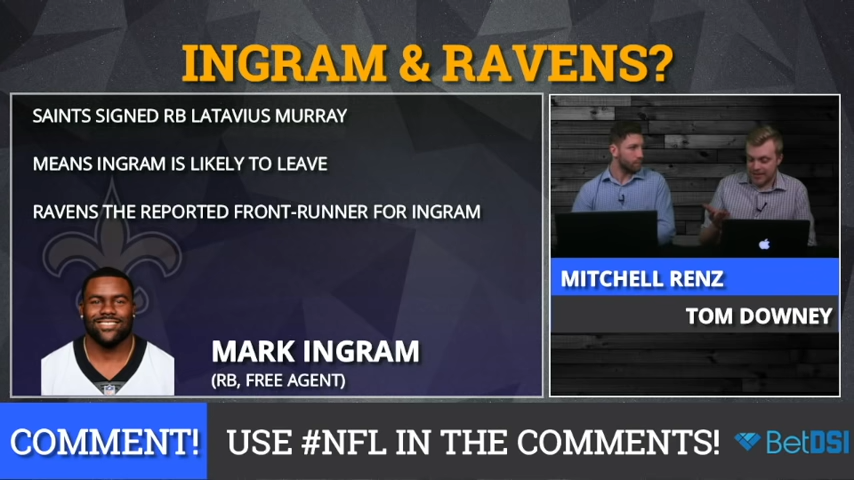 INGRAM & RAVENS?
SAINTS SIGNED RB LATAVIUS MURRAY
MEANS INGRAM IS LIKELY TO LEAVE
RAVENS THE REPORTED FRONT-RUNNER FOR INGRAM
MARK INGRAM
(RB, FREE AGENT)
MITCHELL RENZ
TOM DOWNEY
COMMENT!
USE #NFL IN THE COMMENTS!
BetDSI